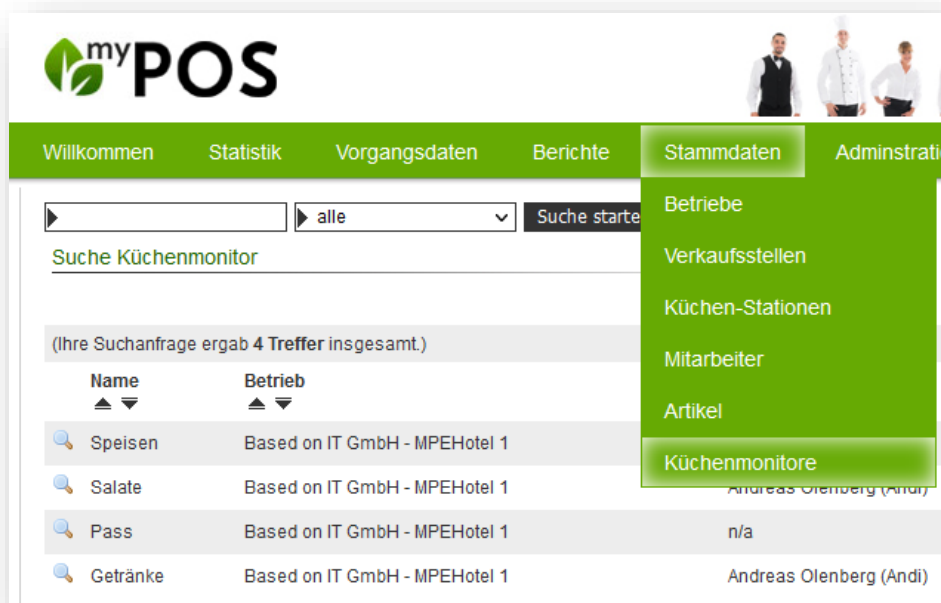 myPOS
Willkommen Statistik Vorgangsdaten Berichte Stammdaten Adminstrati
alle Suche starte
Betriebe
Suche Küchenmonitor
Verkaufsstellen
Küchen-Stationen
(Ihre Suchanfrage ergab 4 Treffer insgesamt.)
Mitarbeiter
Name Betrieb
Artikel
Speisen Based on IT GmbH - MPEHotel 1
Küchenmonitore
Salate Based on IT GmbH - MPEHotel 1 Andreas Olenberg (Andi)
Pass Based on IT GmbH - MPEHotel 1 n/a
Getränke Based on IT GmbH - MPEHotel 1 Andreas Olenberg (Andi)